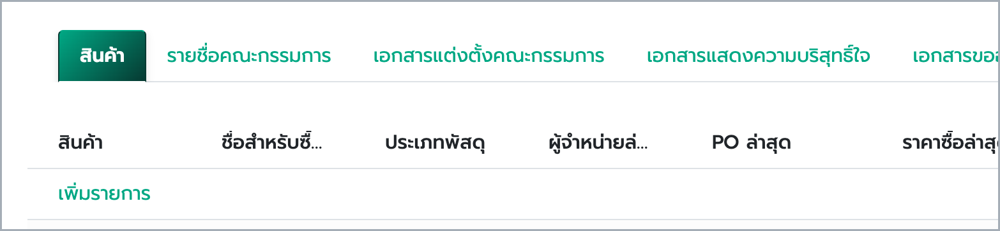 สินค้า รายชื่อคณะกรรมการ เอกสารแต่งตั้งคณะกรรมการ เอกสารแสดงความบริสุทธิ์ใจ
สินค้า ชื่อสำหรับซื้... ประเภทพัสดุ ผู้จำหน่ายล่... PO ล่าสุด
เพิ่มรายการ